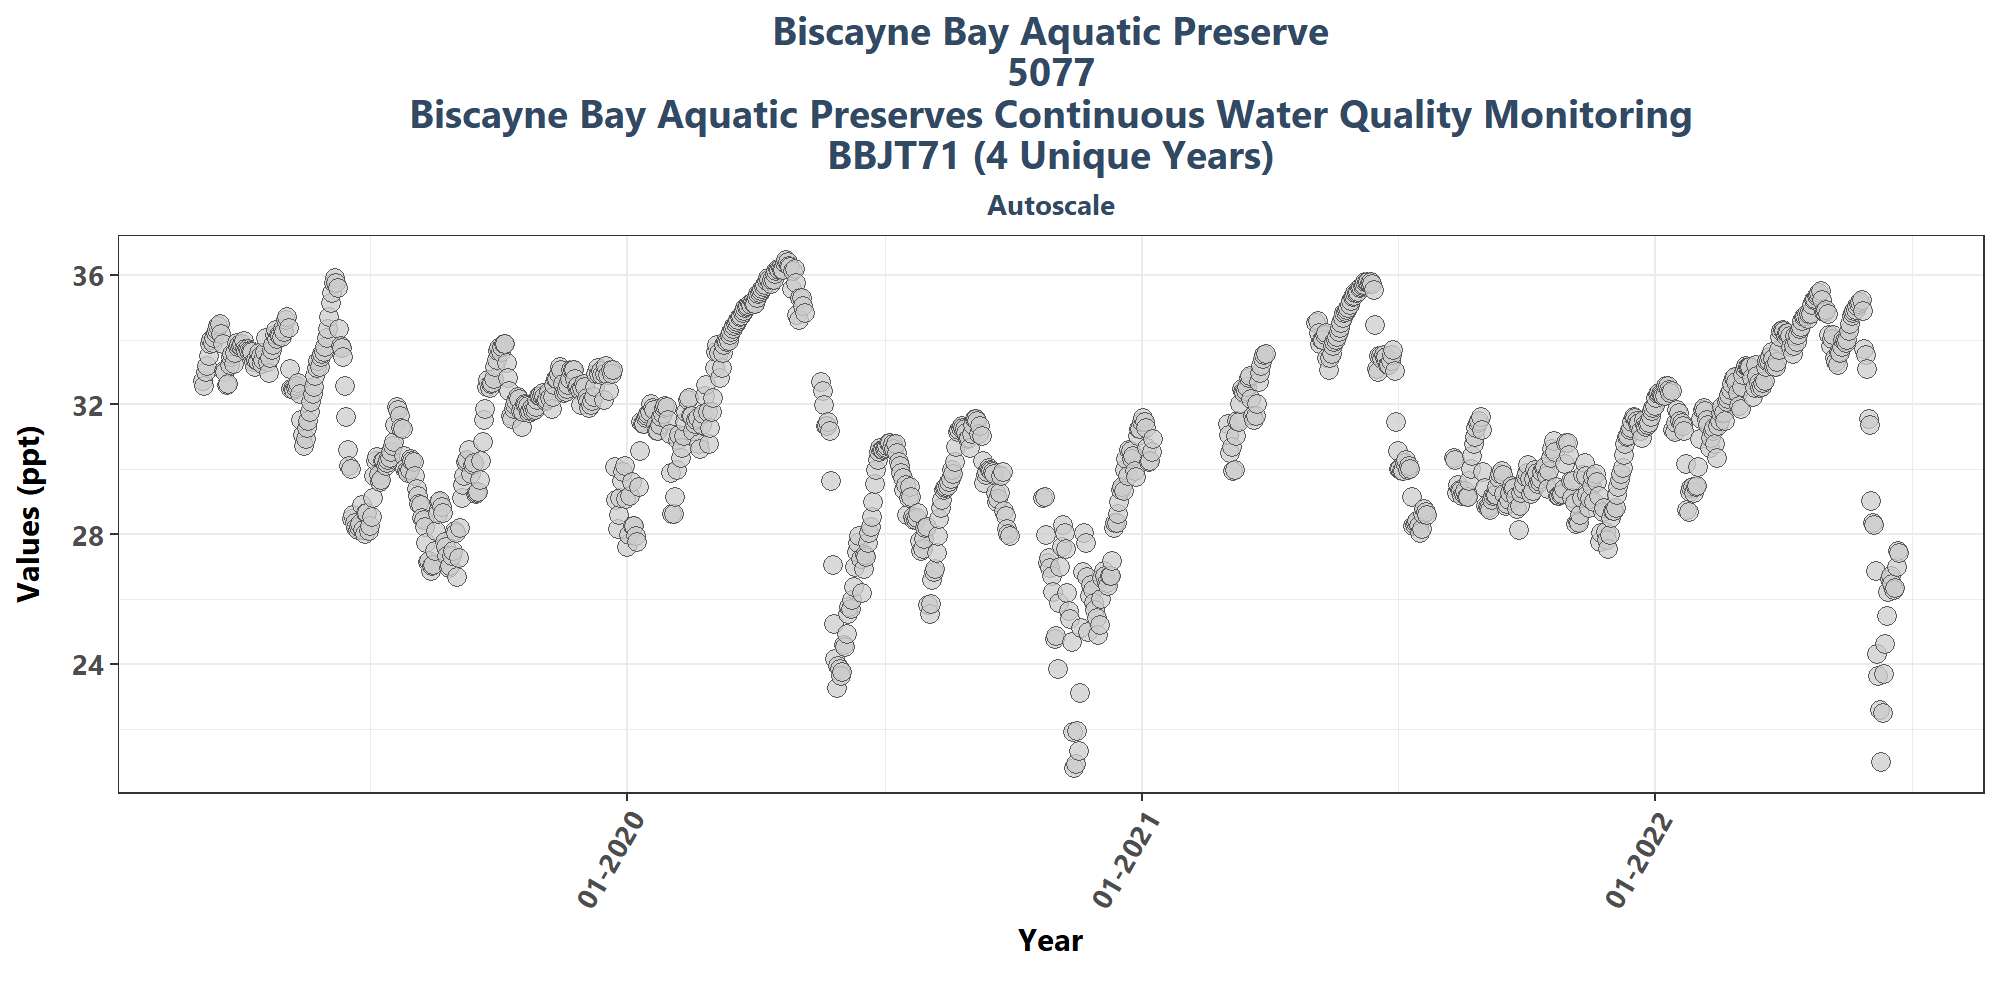 Biscayne Bay Aquatic Preserve
5077
Biscayne Bay Aquatic Preserves Continuous Water Quality Monitoring
BBJT71 (4 Unique Years)
Autoscale
Values (ppt)
36
32
28
24
01-2020
01-2021
01-2022
Year